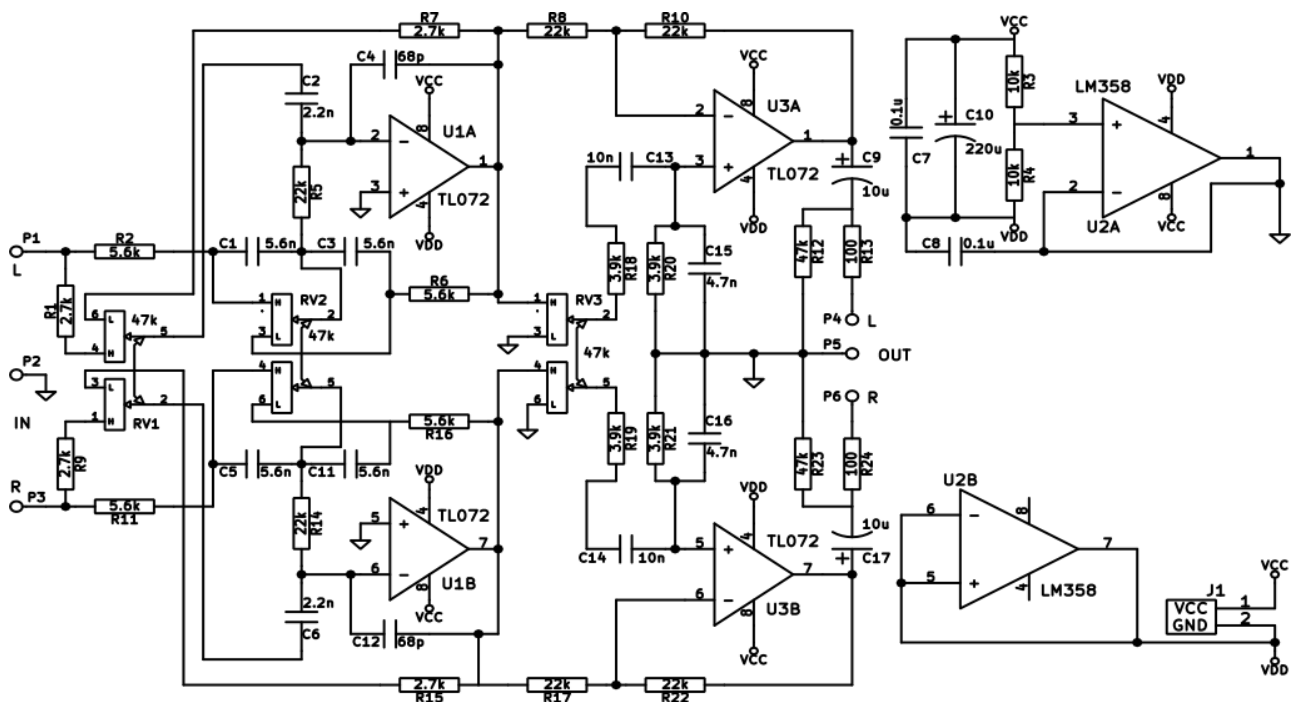 R7 R8 R10
2.7k 22k 22k
C4 68p
VCC
C2
2.2n
2 8 U1A 1
3 4 TL072
VDD
22k R5
VCC
2 8 U3A 1
3 4 TL072
VDD
10n C13
C9
10u
VCC
0.1u C7
C10
220u
10k R3
10k R4
VDD
LM358
VDD
3 4 1
2 8
VCC
U2A
C8 0.1u
P1
L
R2
5.6k
C1 5.6n C3 5.6n
R1 2.7k
6 L 5
4 H
47k
1 H RV2 2
3 L 47k
R6
5.6k
1 H RV3 2
3 L
47k
3.9k R18
3.9k R20
C15
4.7n
47k R12
100 R13
P4 L
P5 OUT
P6 R
P2
IN
3 L 2
1 H RV1
4 H 5
6 L
4 H 5
6 L
5.6k
R16
3.9k R19
3.9k R21
C16
4.7n
47k R23
100 R24
R
P3
2.7k R9
5.6k
R11
C5 5.6n C11 5.6n
22k R14
VDD
5 4 TL072 7
6 8 U1B
VCC
2.2n
C6
C12 68p
C14 10n
VDD
5 4 TL072 7
6 8 U3B
VCC
10u
C17
2.7k 22k 22k
R15 R17 R22
U2B
6 8 7
5 4
LM358
J1
VCC 1
GND 2
VCC
VDD